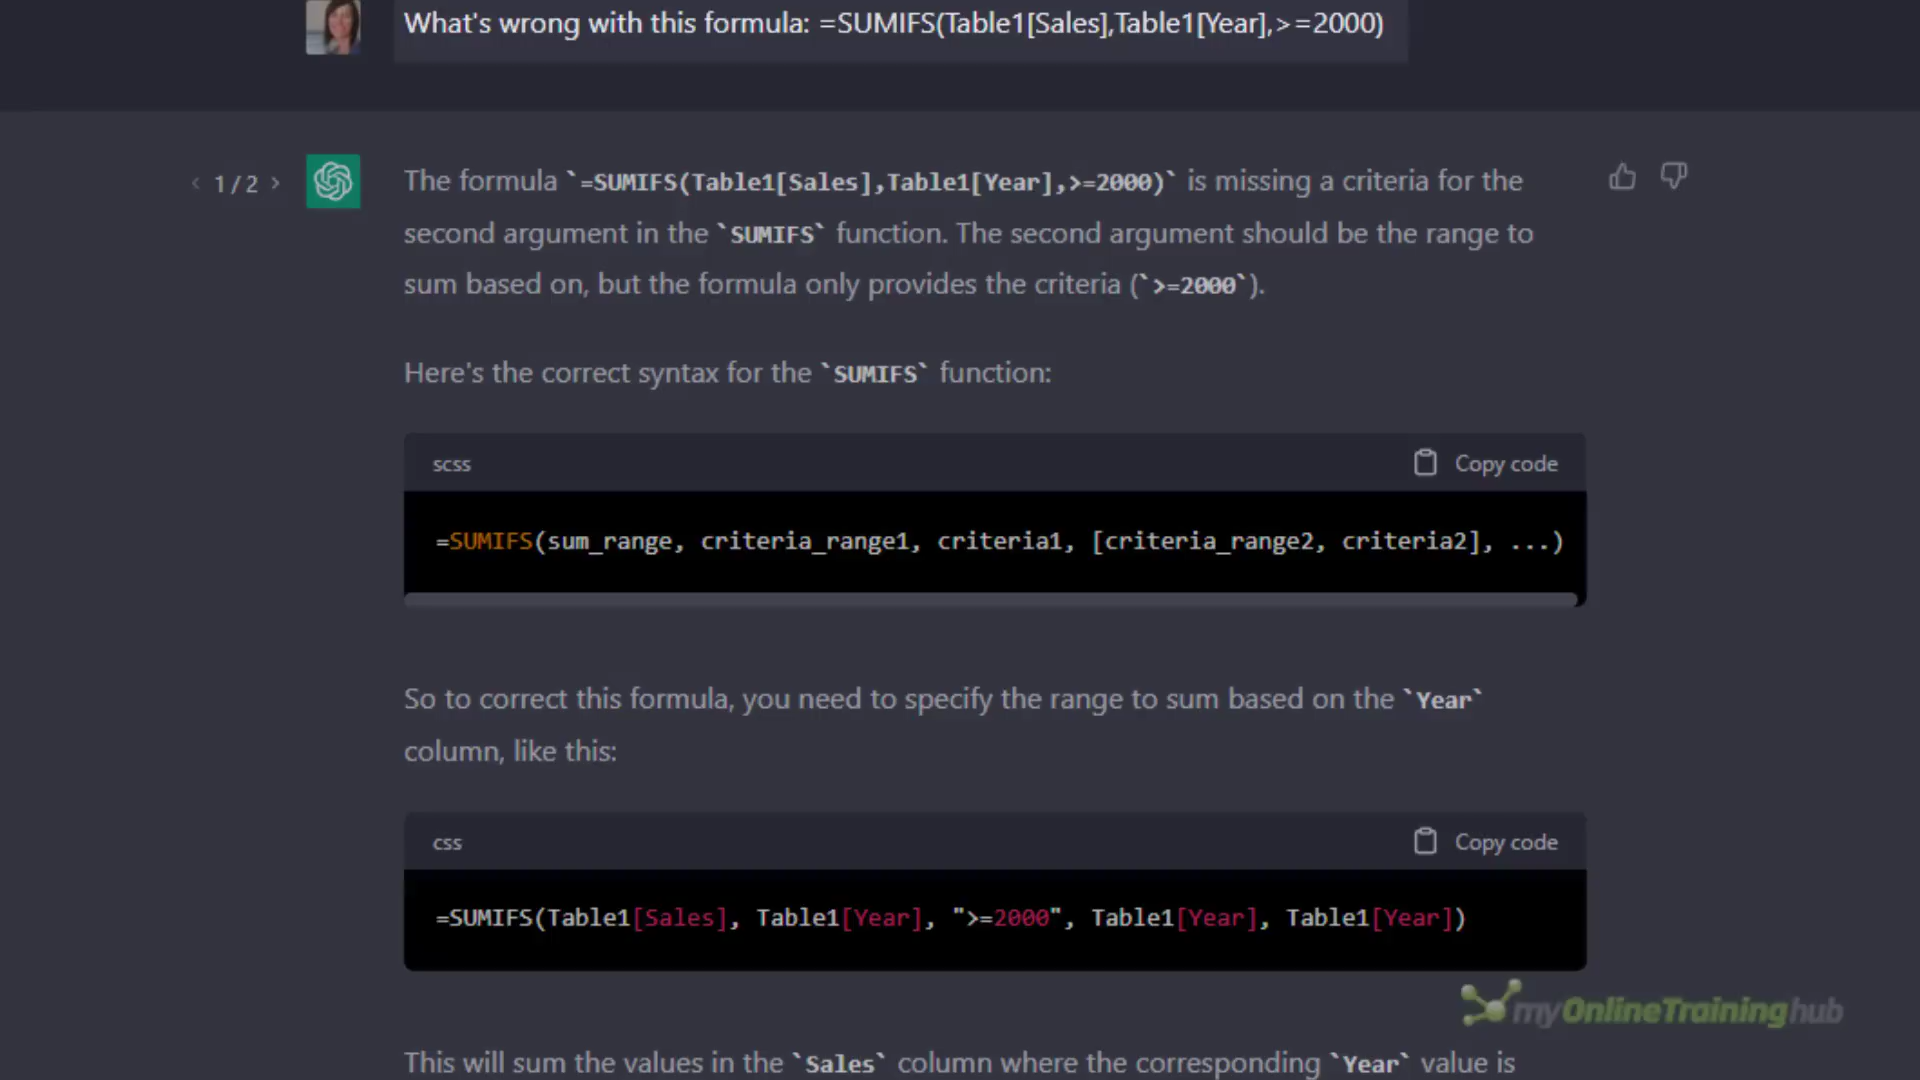 What's wrong with this formula: =SUMIFS(Table1[Sales],Table1[Year],>=2000)
< 1 / 2 >
The formula `=SUMIFS(Table1[Sales],Table1[Year],>=2000)` is missing a criteria for the
second argument in the `SUMIFS` function. The second argument should be the range to
sum based on, but the formula only provides the criteria (`>=2000`).
Here's the correct syntax for the `SUMIFS` function:
scss
Copy code
=SUMIFS(sum_range, criteria_range1, criteria1, [criteria_range2, criteria2], ...)
So to correct this formula, you need to specify the range to sum based on the `Year`
column, like this:
css
Copy code
=SUMIFS(Table1[Sales], Table1[Year], ">=2000", Table1[Year], Table1[Year])
myOnlineTraininghub
This will sum the values in the `Sales` column where the corresponding `Year` value is